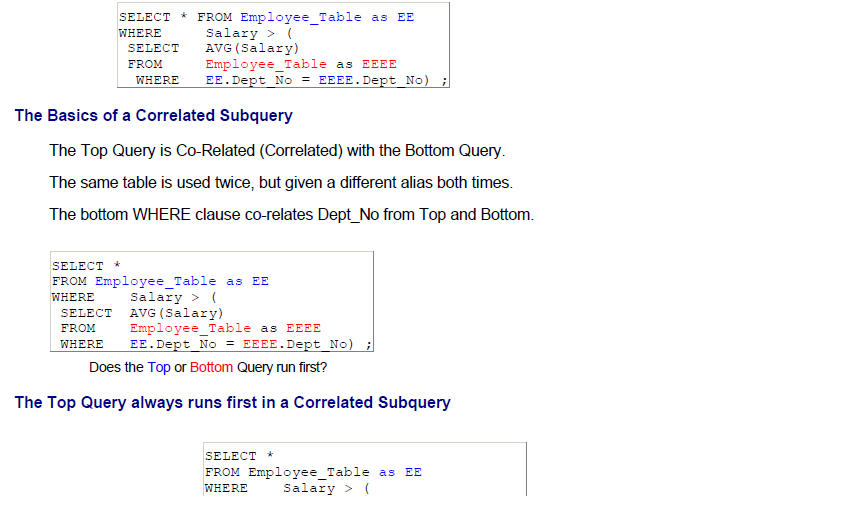 SELECT * FROM Employee_Table as EE
WHERE Salary > (
SELECT AVG(Salary)
FROM Employee_Table as EEEE
WHERE EE.Dept_No = EEEE.Dept_No) ;
The Basics of a Correlated Subquery
The Top Query is Co-Related (Correlated) with the Bottom Query.
The same table is used twice, but given a different alias both times.
The bottom WHERE clause co-relates Dept_No from Top and Bottom.
SELECT *
FROM Employee_Table as EE
WHERE Salary > (
SELECT AVG(Salary)
FROM Employee_Table as EEEE
WHERE EE.Dept_No = EEEE.Dept_No) ;
Does the Top or Bottom Query run first?
The Top Query always runs first in a Correlated Subquery
SELECT *
FROM Employee_Table as EE
WHERE Salary > (